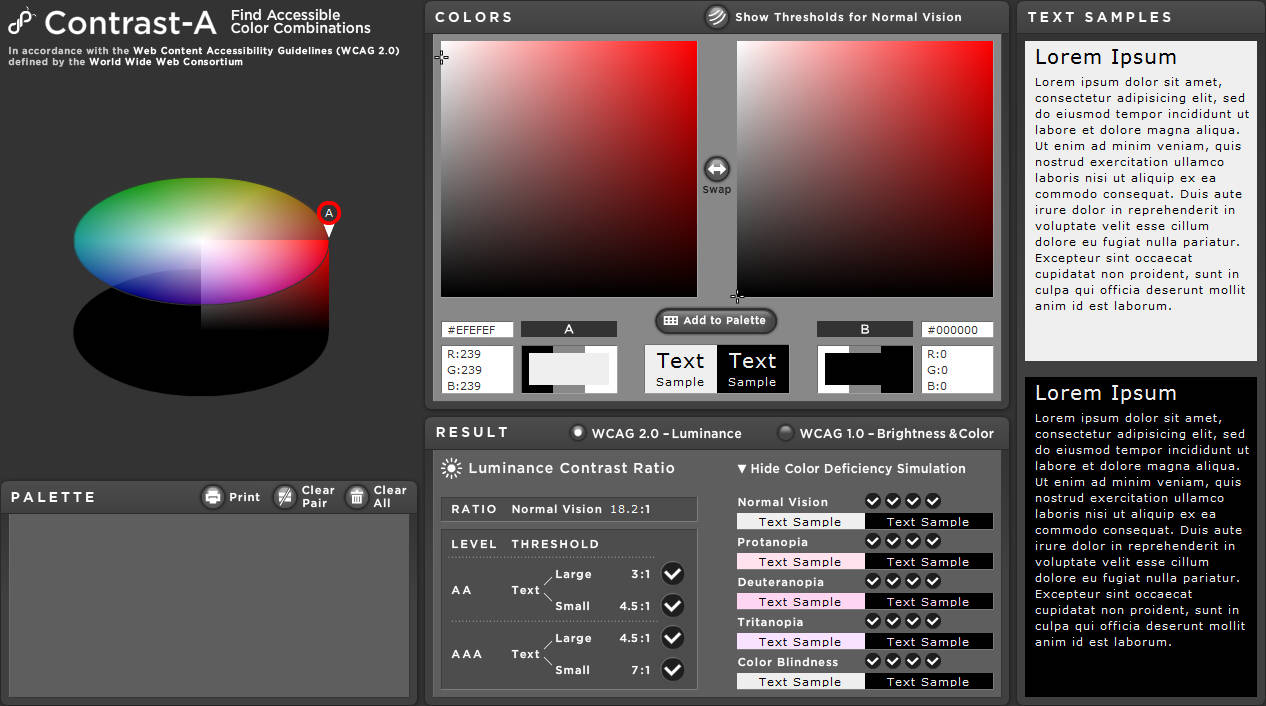 Contrast-A
Find Accessible
Color Combinations
In accordance with the Web Content Accessibility Guidelines (WCAG 2.0)
defined by the World Wide Web Consortium
A
PALETTE
Print
Clear
Pair
Clear
All
COLORS
Show Thresholds for Normal Vision
Swap
Add to Palette
#EFEFEF
A
B
#000000
R:239
G:239
B:239
Text
Sample
Text
Sample
R:0
G:0
B:0
RESULT
WCAG 2.0 – Luminance
WCAG 1.0 – Brightness & Color
Luminance Contrast Ratio
RATIO Normal Vision 18.2:1
LEVEL THRESHOLD
AA Text
Large 3:1
Small 4.5:1
AAA Text
Large 4.5:1
Small 7:1
▼ Hide Color Deficiency Simulation
Normal Vision
Text Sample Text Sample
Protanopia
Text Sample Text Sample
Deuteranopia
Text Sample Text Sample
Tritanopia
Text Sample Text Sample
Color Blindness
Text Sample Text Sample
TEXT SAMPLES
Lorem Ipsum
Lorem ipsum dolor sit amet,
consectetur adipisicing elit, sed
do eiusmod tempor incididunt ut
labore et dolore magna aliqua.
Ut enim ad minim veniam, quis
nostrud exercitation ullamco
laboris nisi ut aliquip ex ea
commodo consequat. Duis aute
irure dolor in reprehenderit in
voluptate velit esse cillum
dolore eu fugiat nulla pariatur.
Excepteur sint occaecat
cupidatat non proident, sunt in
culpa qui officia deserunt mollit
anim id est laborum.
Lorem Ipsum
Lorem ipsum dolor sit amet,
consectetur adipisicing elit, sed
do eiusmod tempor incididunt ut
labore et dolore magna aliqua.
Ut enim ad minim veniam, quis
nostrud exercitation ullamco
laboris nisi ut aliquip ex ea
commodo consequat. Duis aute
irure dolor in reprehenderit in
voluptate velit esse cillum
dolore eu fugiat nulla pariatur.
Excepteur sint occaecat
cupidatat non proident, sunt in
culpa qui officia deserunt mollit
anim id est laborum.